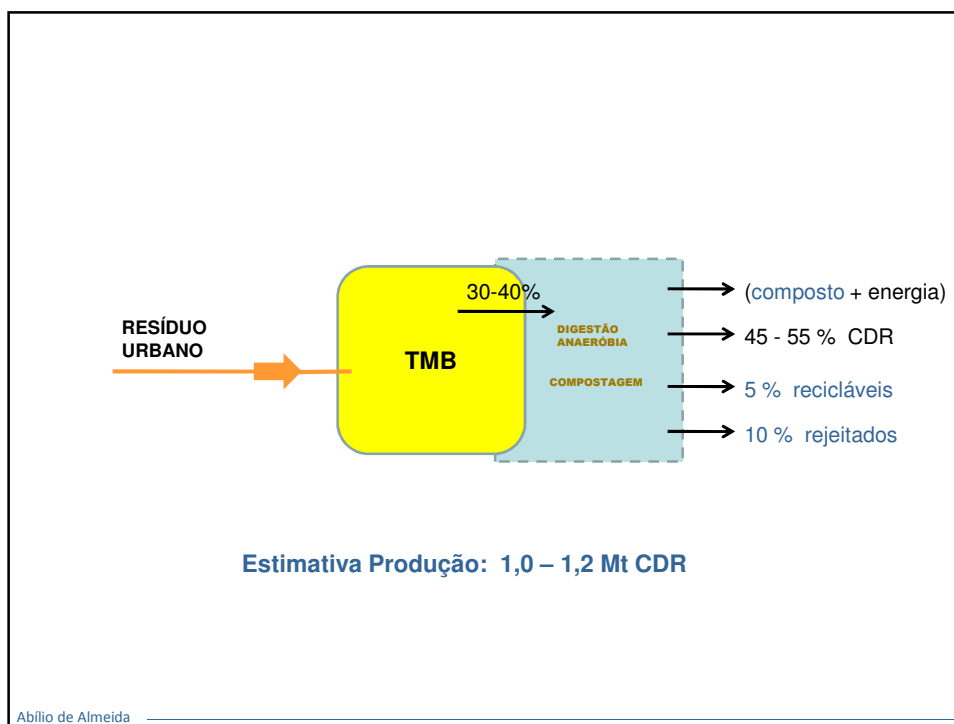 30-40%
(composto + energia)
RESÍDUO
URBANO
DIGESTÃO
ANAERÓBIA
45 - 55 % CDR
TMB
COMPOSTAGEM
5 % recicláveis
10 % rejeitados
Estimativa Produção: 1,0 – 1,2 Mt CDR
Abílio de Almeida